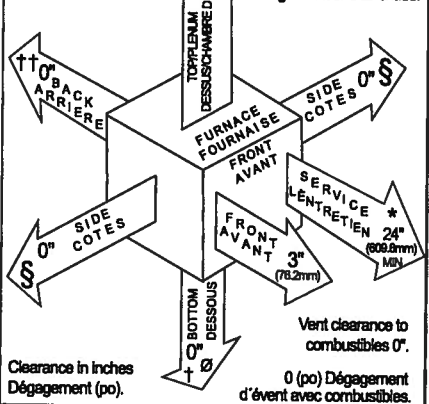 TOP/PLENUM
DESSUS/CHAMBRE D
†† 0"
BACK
ARRIERE
SIDE
COTES
0" §
FURNACE
FOURNAISE
FRONT
AVANT
SERVICE
L'ÈNTRETIEN
*
24"
(609.6mm)
MIN.
§ 0"
SIDE
COTES
FRONT
AVANT
3"
(76.2mm)
BOTTOM
DESSOUS
0"
† Ø
Vent clearance to
combustibles 0".
Clearance in inches
Dégagement (po).
0 (po) Dégagement
d´évent avec combustibles.